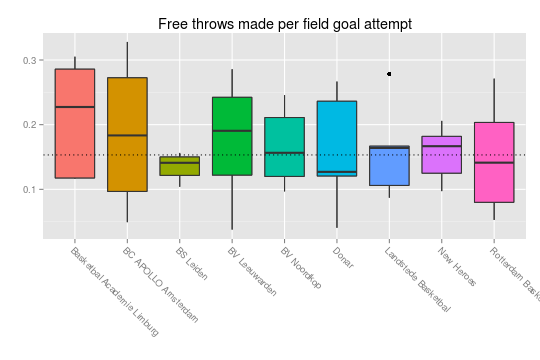 Free throws made per field goal attempt
0.3
0.2
0.1
Basketbal Academie Limburg
BC APOLLO Amsterdam
BS Leiden
BV Leeuwarden
BV Noordkop
Donar
Landstede Basketbal
New Heroes
Rotterdam